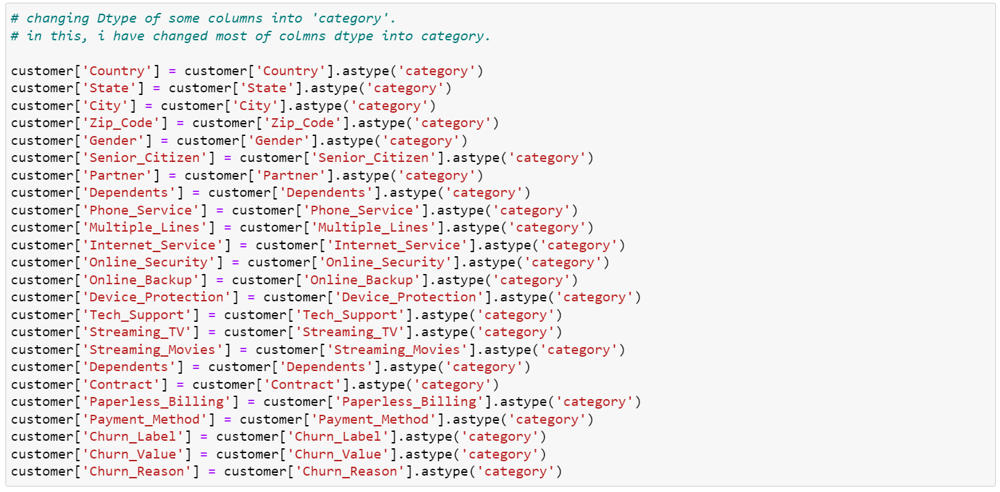 # changing Dtype of some columns into 'category'.
# in this, i have changed most of colmns dtype into category.
customer['Country'] = customer['Country'].astype('category')
customer['State'] = customer['State'].astype('category')
customer['City'] = customer['City'].astype('category')
customer['Zip_Code'] = customer['Zip_Code'].astype('category')
customer['Gender'] = customer['Gender'].astype('category')
customer['Senior_Citizen'] = customer['Senior_Citizen'].astype('category')
customer['Partner'] = customer['Partner'].astype('category')
customer['Dependents'] = customer['Dependents'].astype('category')
customer['Phone_Service'] = customer['Phone_Service'].astype('category')
customer['Multiple_Lines'] = customer['Multiple_Lines'].astype('category')
customer['Internet_Service'] = customer['Internet_Service'].astype('category')
customer['Online_Security'] = customer['Online_Security'].astype('category')
customer['Online_Backup'] = customer['Online_Backup'].astype('category')
customer['Device_Protection'] = customer['Device_Protection'].astype('category')
customer['Tech_Support'] = customer['Tech_Support'].astype('category')
customer['Streaming_TV'] = customer['Streaming_TV'].astype('category')
customer['Streaming_Movies'] = customer['Streaming_Movies'].astype('category')
customer['Dependents'] = customer['Dependents'].astype('category')
customer['Contract'] = customer['Contract'].astype('category')
customer['Paperless_Billing'] = customer['Paperless_Billing'].astype('category')
customer['Payment_Method'] = customer['Payment_Method'].astype('category')
customer['Churn_Label'] = customer['Churn_Label'].astype('category')
customer['Churn_Value'] = customer['Churn_Value'].astype('category')
customer['Churn_Reason'] = customer['Churn_Reason'].astype('category')